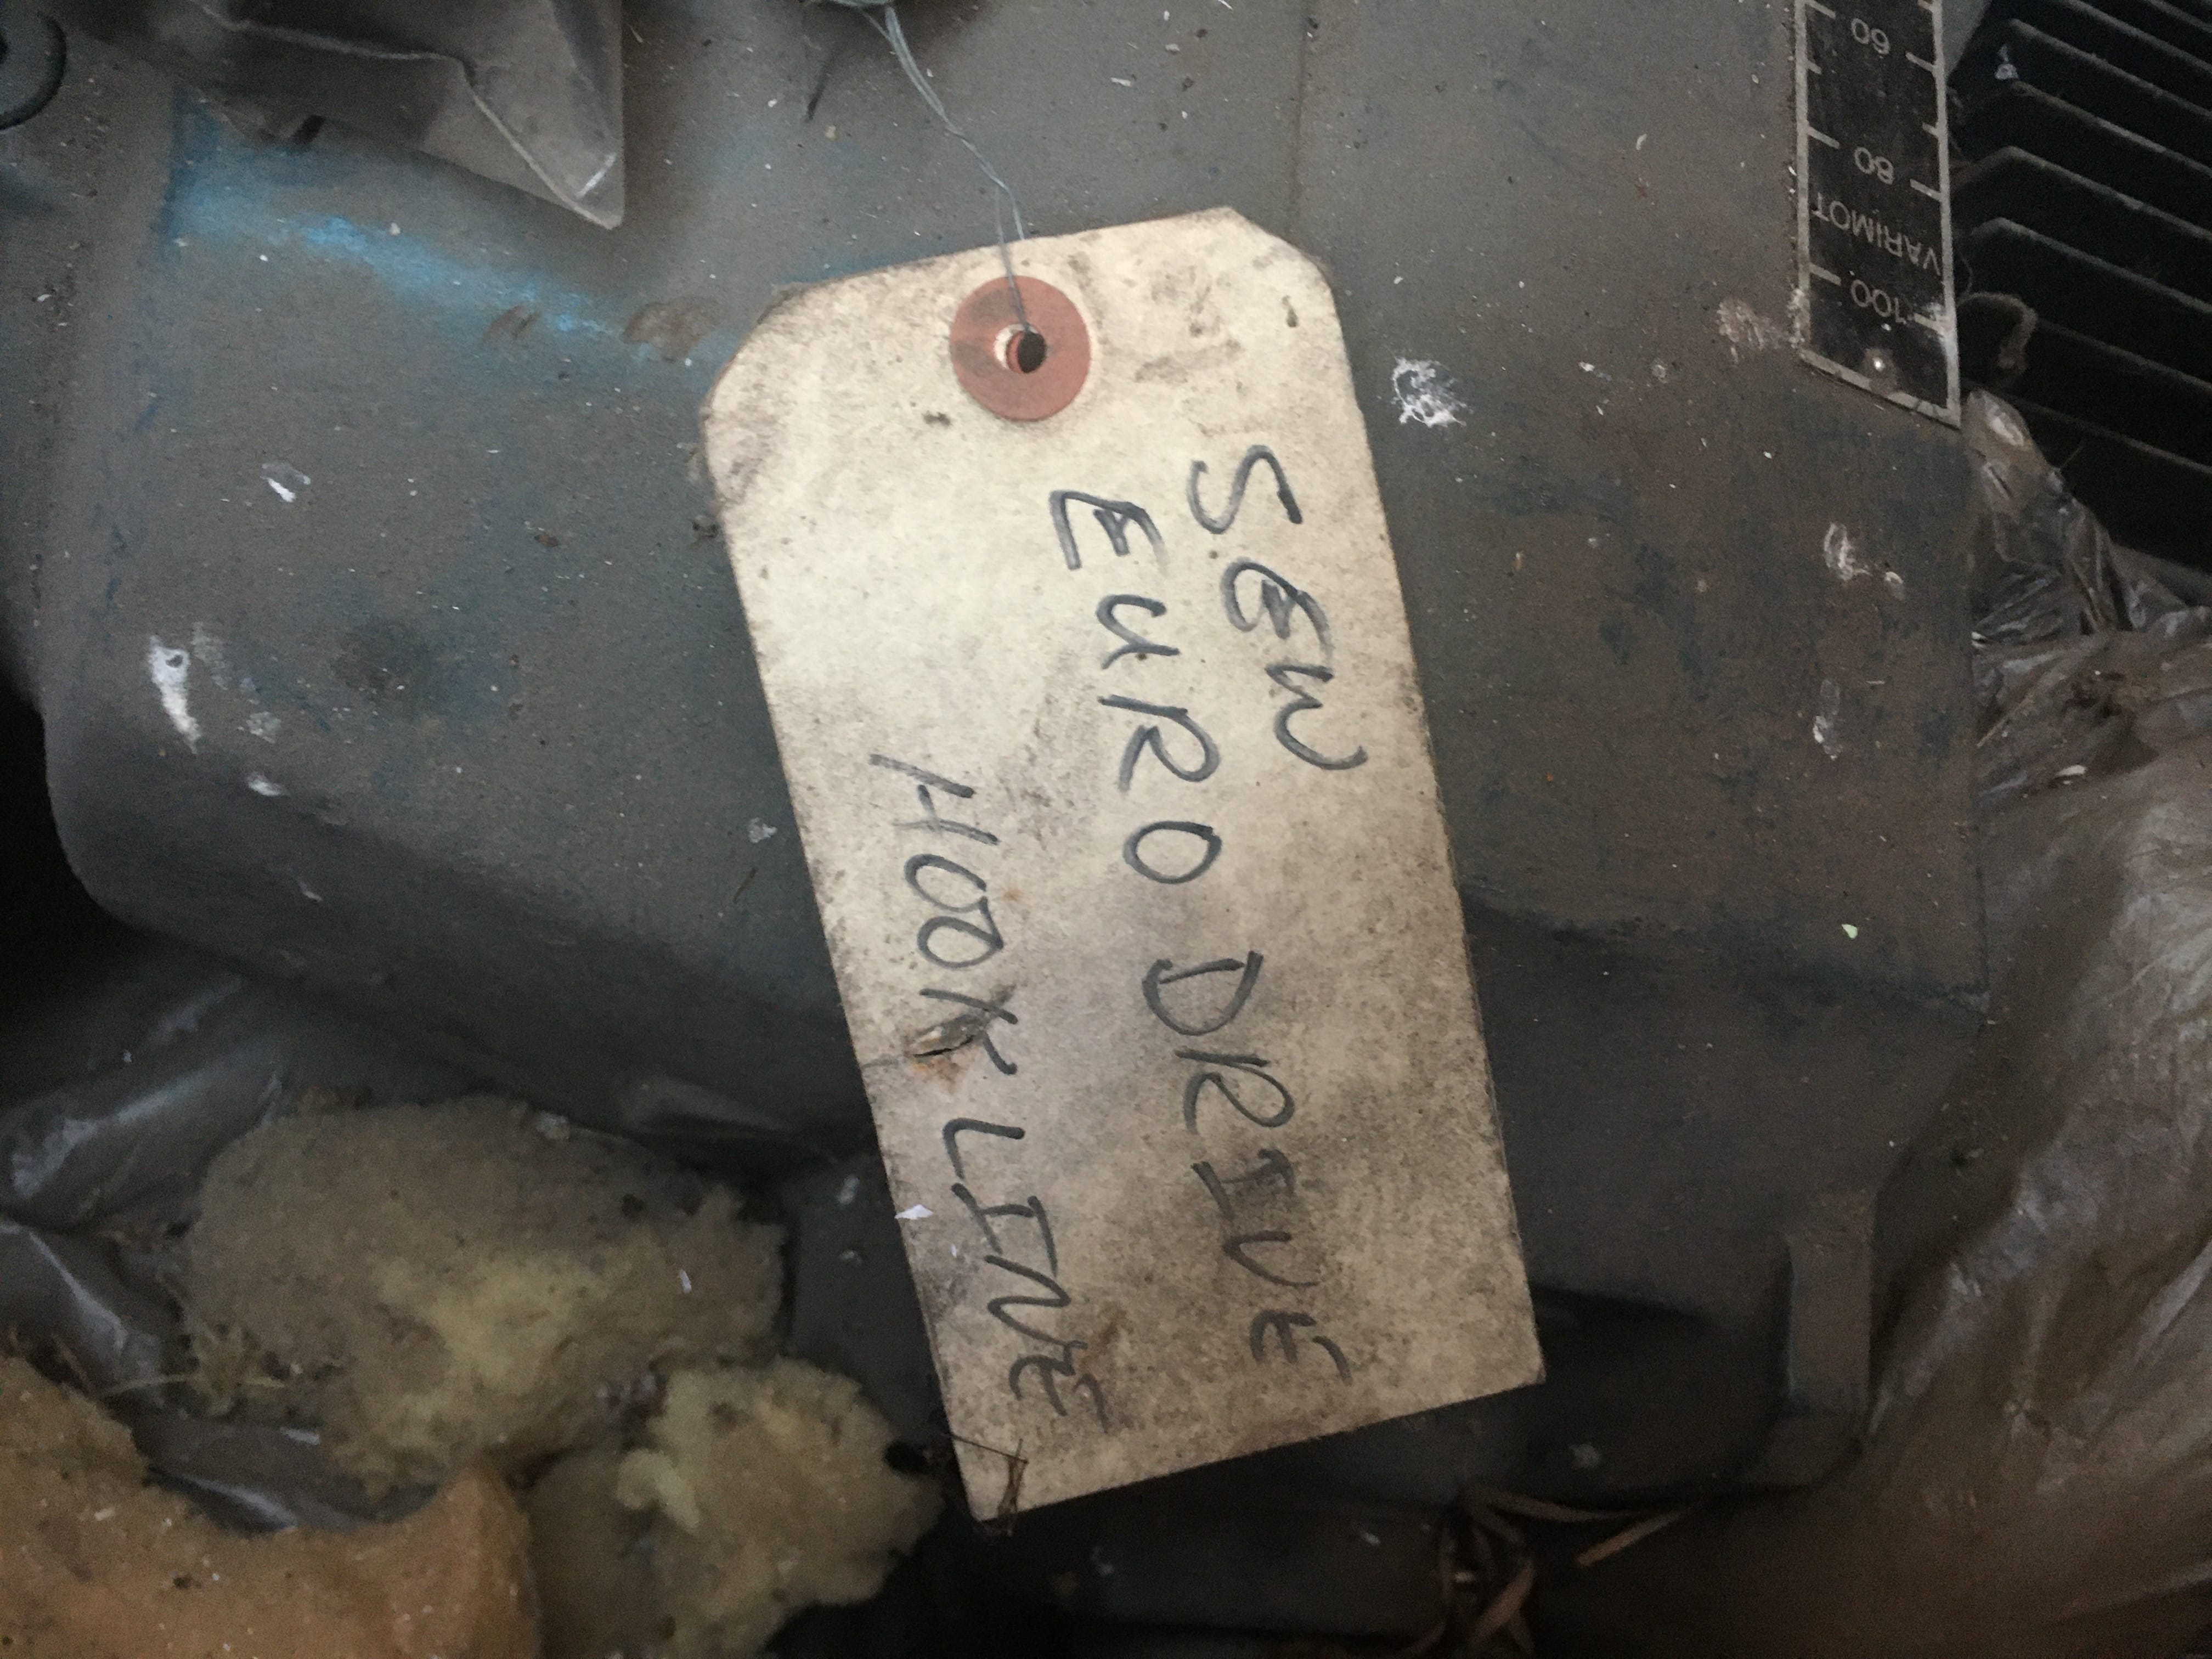 SEW
EURO DRIVE
HOOK LINE
60
80
VARIMOT
100